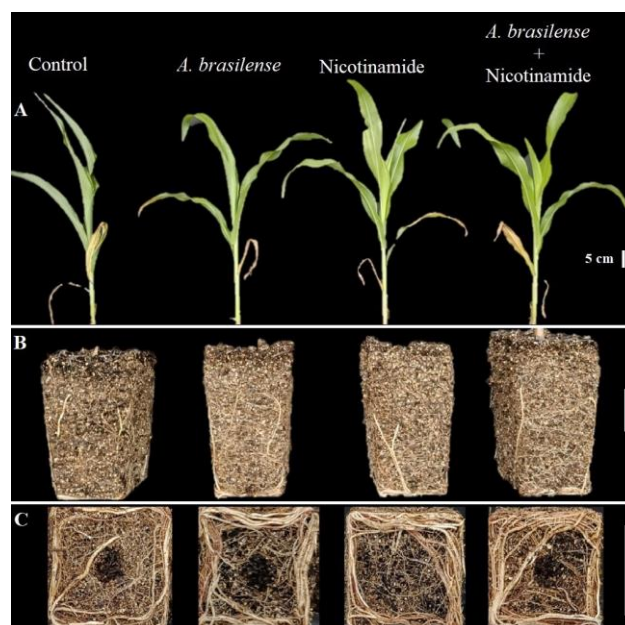 Control
A. brasilense
Nicotinamide
A. brasilense
+
Nicotinamide
A
5 cm
B
C